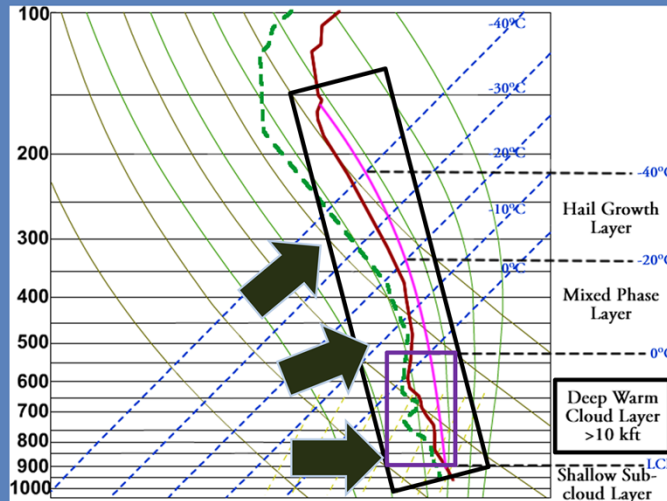 100
200
300
400
500
600
700
800
900
1000
-40°C
-30°C
20°C
-10°C
0°C
-40°C
Hail Growth
Layer
-20°C
Mixed Phase
Layer
0°C
Deep Warm
Cloud Layer
>10 kft
LC
Shallow Sub-
cloud Layer